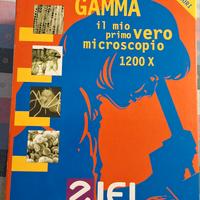 GAMMA
il mio
primo vero
microscopio
1200 X